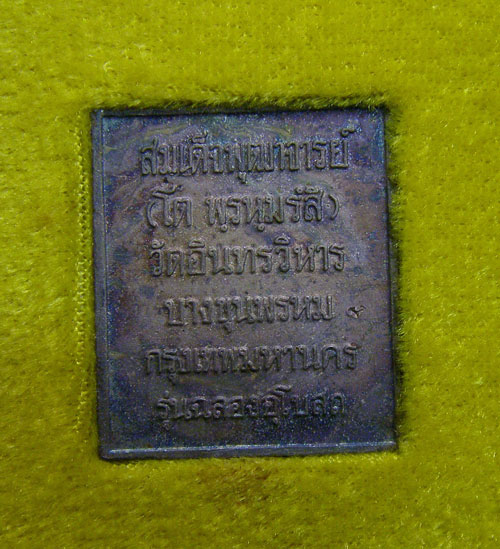 สมเด็จพุฒาจารย์
(โต พฺรหฺมรังสี)
วัดอินทรวิหาร
บางขุนพรหม
กรุงเทพมหานคร
รุ่นฉลองอุโบสถ